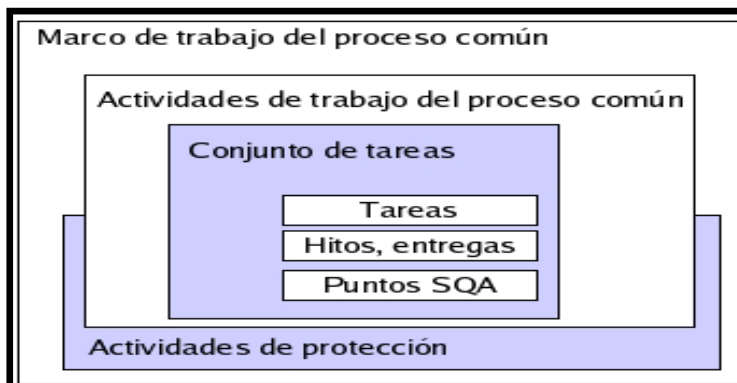 Marco de trabajo del proceso común
Actividades de trabajo del proceso común
Conjunto de tareas
Tareas
Hitos, entregas
Puntos SQA
Actividades de protección